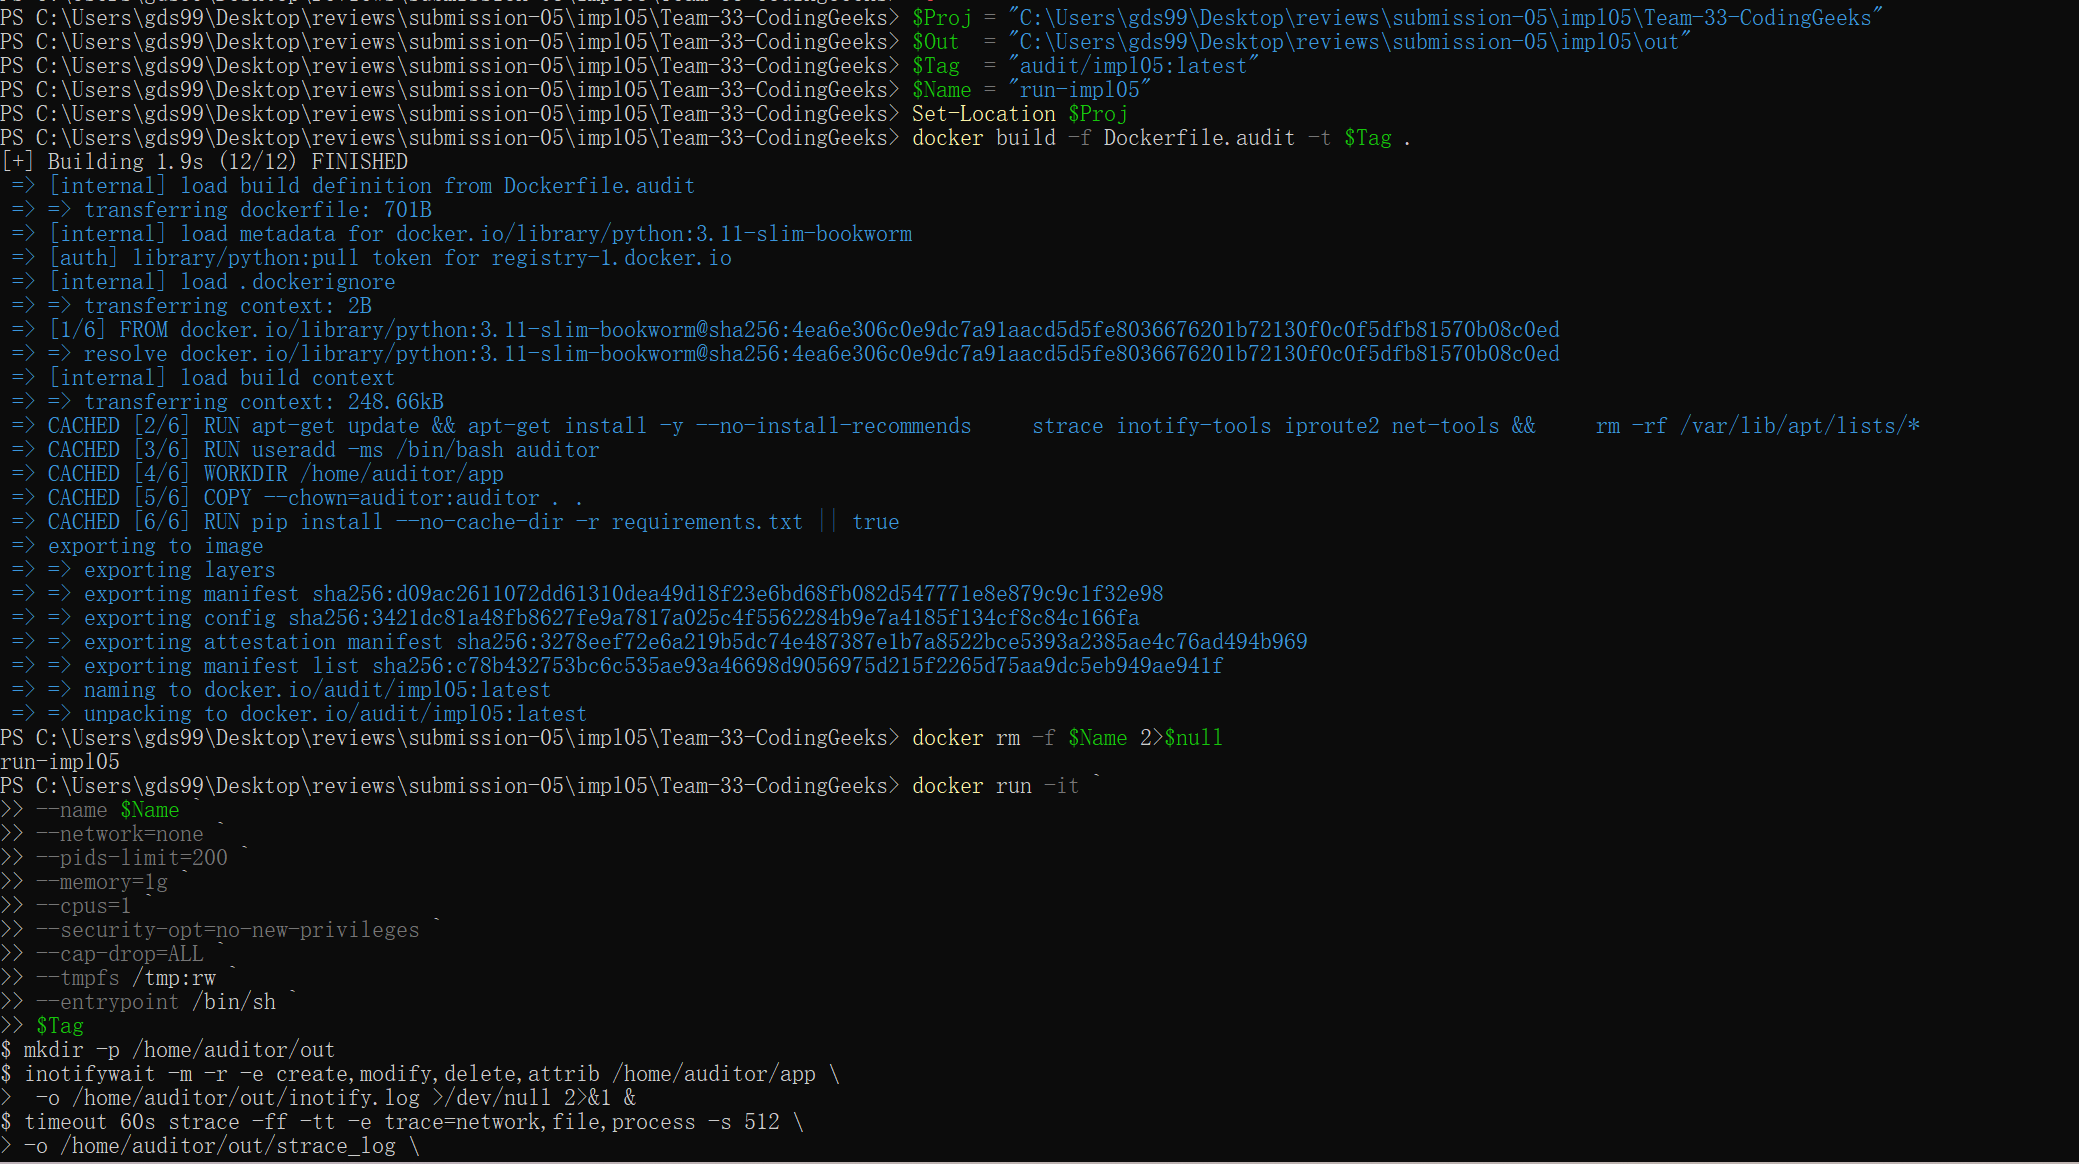 PS C:\Users\gds99\Desktop\reviews\submission-05\impl05\Team-33-CodingGeeks> $Proj = "C:\Users\gds99\Desktop\reviews\submission-05\impl05\Team-33-CodingGeeks"
PS C:\Users\gds99\Desktop\reviews\submission-05\impl05\Team-33-CodingGeeks> $Out  = "C:\Users\gds99\Desktop\reviews\submission-05\impl05\out"
PS C:\Users\gds99\Desktop\reviews\submission-05\impl05\Team-33-CodingGeeks> $Tag  = "audit/impl05:latest"
PS C:\Users\gds99\Desktop\reviews\submission-05\impl05\Team-33-CodingGeeks> $Name = "run-impl05"
PS C:\Users\gds99\Desktop\reviews\submission-05\impl05\Team-33-CodingGeeks> Set-Location $Proj
PS C:\Users\gds99\Desktop\reviews\submission-05\impl05\Team-33-CodingGeeks> docker build -f Dockerfile.audit -t $Tag .
[+] Building 1.9s (12/12) FINISHED
 => [internal] load build definition from Dockerfile.audit
 => => transferring dockerfile: 701B
 => [internal] load metadata for docker.io/library/python:3.11-slim-bookworm
 => [auth] library/python:pull token for registry-1.docker.io
 => [internal] load .dockerignore
 => => transferring context: 2B
 => [1/6] FROM docker.io/library/python:3.11-slim-bookworm@sha256:4ea6e306c0e9dc7a91aacd5d5fe8036676201b72130f0c0f5dfb81570b08c0ed
 => => resolve docker.io/library/python:3.11-slim-bookworm@sha256:4ea6e306c0e9dc7a91aacd5d5fe8036676201b72130f0c0f5dfb81570b08c0ed
 => [internal] load build context
 => => transferring context: 248.66kB
 => CACHED [2/6] RUN apt-get update && apt-get install -y --no-install-recommends     strace inotify-tools iproute2 net-tools &&     rm -rf /var/lib/apt/lists/*
 => CACHED [3/6] RUN useradd -ms /bin/bash auditor
 => CACHED [4/6] WORKDIR /home/auditor/app
 => CACHED [5/6] COPY --chown=auditor:auditor . .
 => CACHED [6/6] RUN pip install --no-cache-dir -r requirements.txt || true
 => exporting to image
 => => exporting layers
 => => exporting manifest sha256:d09ac2611072dd61310dea49d18f23e6bd68fb082d547771e8e879c9c1f32e98
 => => exporting config sha256:3421dc81a48fb8627fe9a7817a025c4f5562284b9e7a4185f134cf8c84c166fa
 => => exporting attestation manifest sha256:3278eef72e6a219b5dc74e487387e1b7a8522bce5393a2385ae4c76ad494b969
 => => exporting manifest list sha256:c78b432753bc6c535ae93a46698d9056975d215f2265d75aa9dc5eb949ae941f
 => => naming to docker.io/audit/impl05:latest
 => => unpacking to docker.io/audit/impl05:latest
PS C:\Users\gds99\Desktop\reviews\submission-05\impl05\Team-33-CodingGeeks> docker rm -f $Name 2>$null
run-impl05
PS C:\Users\gds99\Desktop\reviews\submission-05\impl05\Team-33-CodingGeeks> docker run -it `
>> --name $Name `
>> --network=none `
>> --pids-limit=200 `
>> --memory=1g `
>> --cpus=1 `
>> --security-opt=no-new-privileges `
>> --cap-drop=ALL `
>> --tmpfs /tmp:rw `
>> --entrypoint /bin/sh `
>> $Tag
$ mkdir -p /home/auditor/out
$ inotifywait -m -r -e create,modify,delete,attrib /home/auditor/app \
>  -o /home/auditor/out/inotify.log >/dev/null 2>&1 &
$ timeout 60s strace -ff -tt -e trace=network,file,process -s 512 \
> -o /home/auditor/out/strace_log \